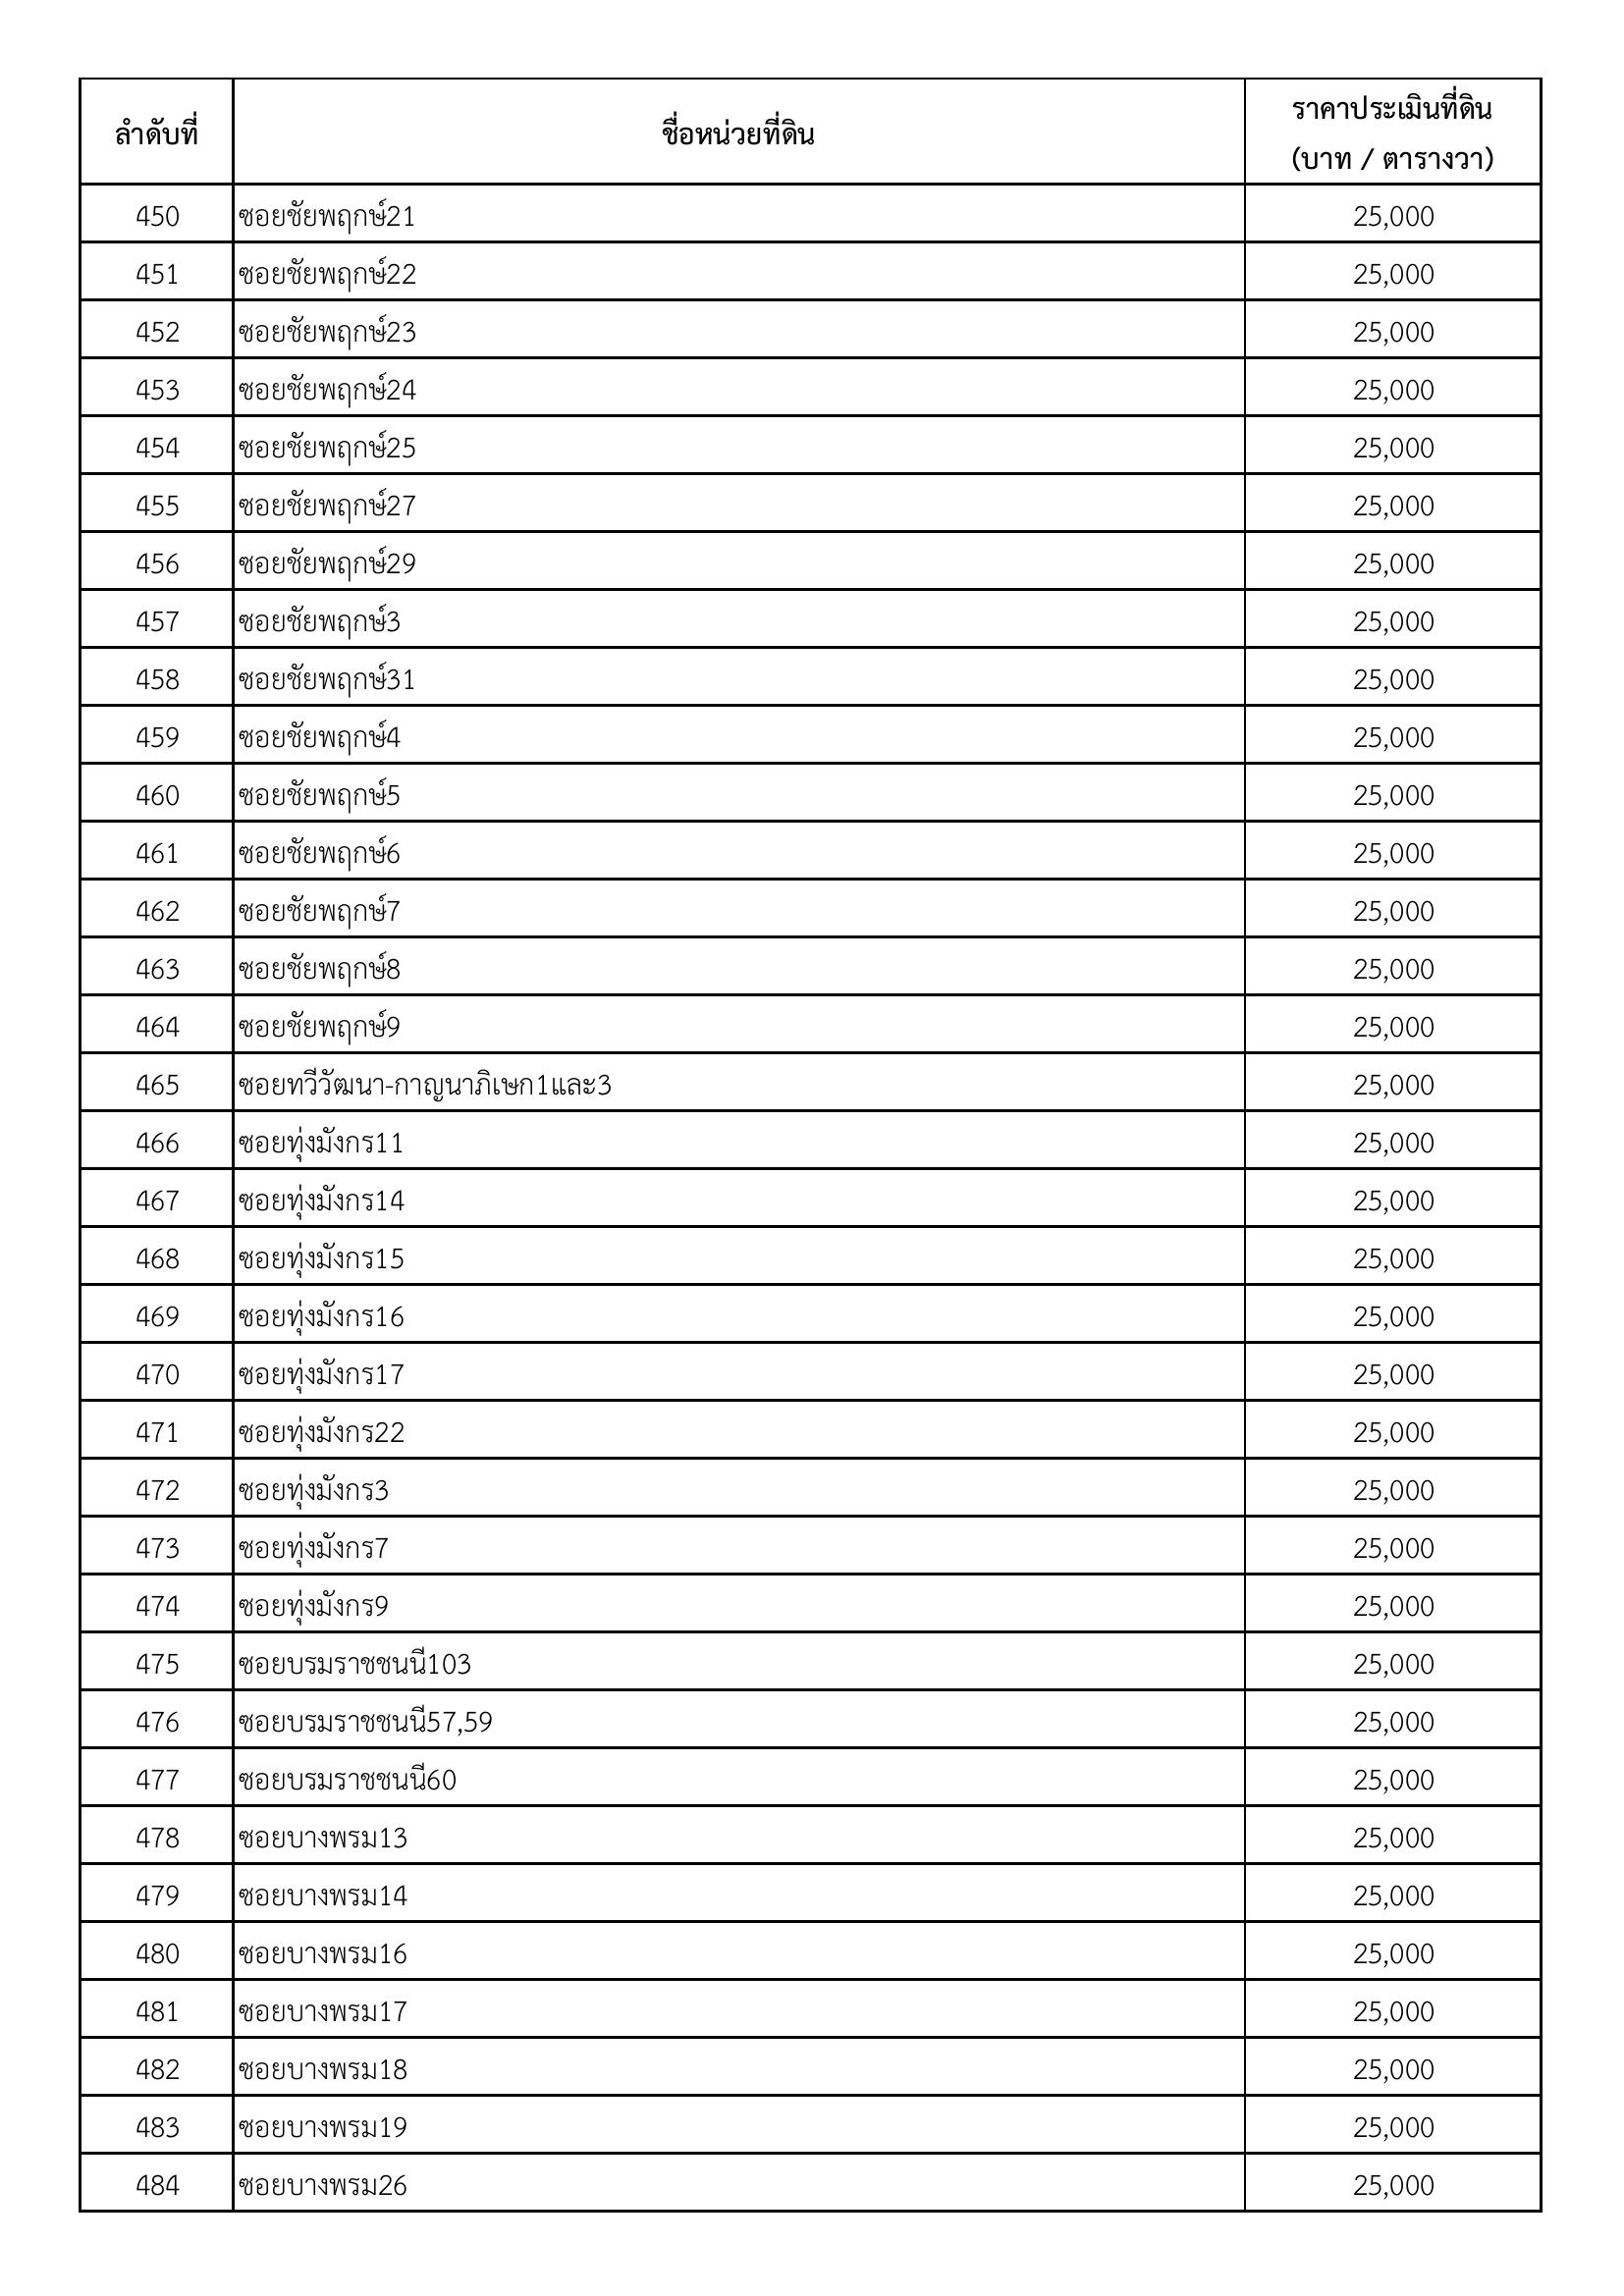 ลำดับที่ ชื่อหน่วยที่ดิน ราคาประเมินที่ดิน
(บาท / ตารางวา)
450 ซอยชัยพฤกษ์21 25,000
451 ซอยชัยพฤกษ์22 25,000
452 ซอยชัยพฤกษ์23 25,000
453 ซอยชัยพฤกษ์24 25,000
454 ซอยชัยพฤกษ์25 25,000
455 ซอยชัยพฤกษ์27 25,000
456 ซอยชัยพฤกษ์29 25,000
457 ซอยชัยพฤกษ์3 25,000
458 ซอยชัยพฤกษ์31 25,000
459 ซอยชัยพฤกษ์4 25,000
460 ซอยชัยพฤกษ์5 25,000
461 ซอยชัยพฤกษ์6 25,000
462 ซอยชัยพฤกษ์7 25,000
463 ซอยชัยพฤกษ์8 25,000
464 ซอยชัยพฤกษ์9 25,000
465 ซอยทวีวัฒนา-กาญนาภิเษก1และ3 25,000
466 ซอยทุ่งมังกร11 25,000
467 ซอยทุ่งมังกร14 25,000
468 ซอยทุ่งมังกร15 25,000
469 ซอยทุ่งมังกร16 25,000
470 ซอยทุ่งมังกร17 25,000
471 ซอยทุ่งมังกร22 25,000
472 ซอยทุ่งมังกร3 25,000
473 ซอยทุ่งมังกร7 25,000
474 ซอยทุ่งมังกร9 25,000
475 ซอยบรมราชชนนี103 25,000
476 ซอยบรมราชชนนี57,59 25,000
477 ซอยบรมราชชนนี60 25,000
478 ซอยบางพรม13 25,000
479 ซอยบางพรม14 25,000
480 ซอยบางพรม16 25,000
481 ซอยบางพรม17 25,000
482 ซอยบางพรม18 25,000
483 ซอยบางพรม19 25,000
484 ซอยบางพรม26 25,000